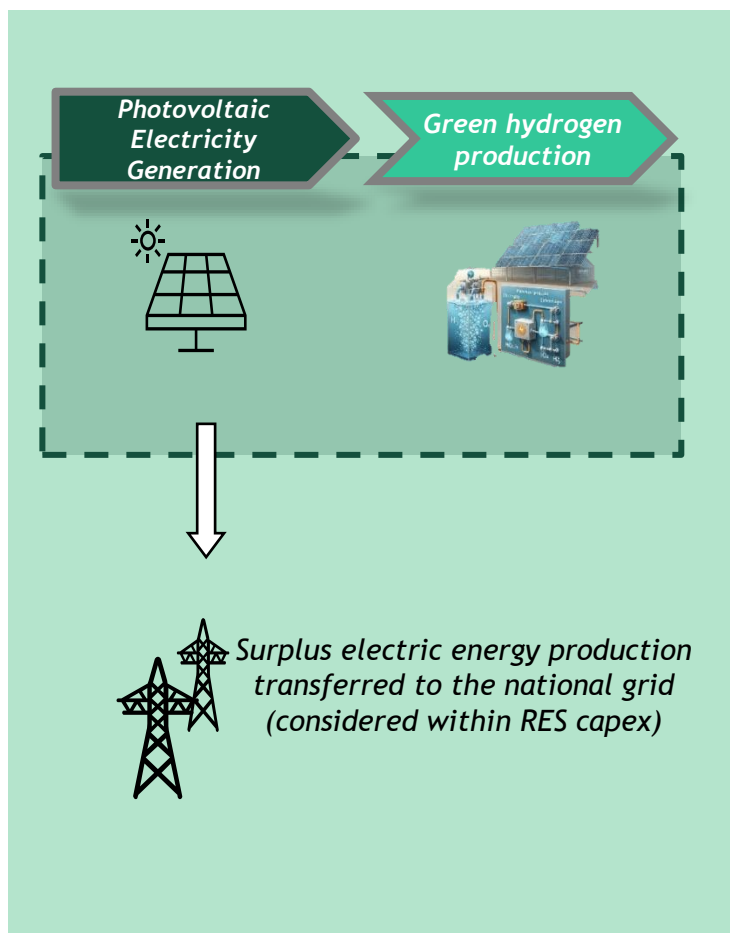 Photovoltaic
Electricity
Generation
Green hydrogen
production
Surplus electric energy production
transferred to the national grid
(considered within RES capex)